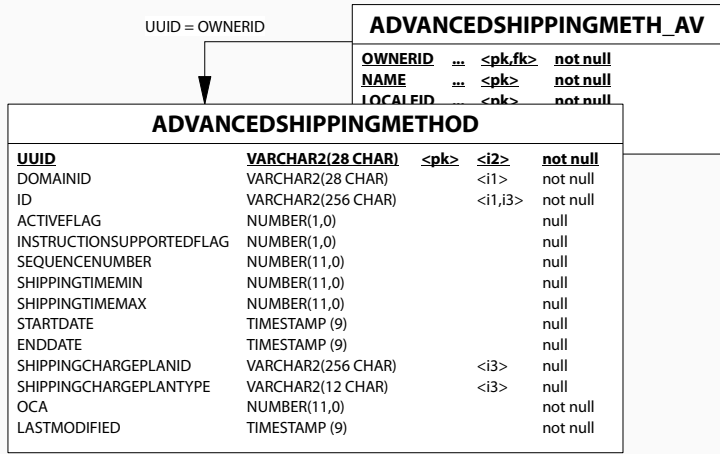 UUID = OWNERID
ADVANCEDSHIPPINGMETH_AV
OWNERID ... <pk,fk> not null
NAME ... <pk> not null
LOCALEID ... <pk> not null
ADVANCEDSHIPPINGMETHOD
UUID VARCHAR2(28 CHAR) <pk> <i2> not null
DOMAINID VARCHAR2(28 CHAR) <i1> not null
ID VARCHAR2(256 CHAR) <i1,i3> not null
ACTIVEFLAG NUMBER(1,0) null
INSTRUCTIONSUPPORTEDFLAG NUMBER(1,0) null
SEQUENCENUMBER NUMBER(11,0) null
SHIPPINGTIMEMIN NUMBER(11,0) null
SHIPPINGTIMEMAX NUMBER(11,0) null
STARTDATE TIMESTAMP (9) null
ENDDATE TIMESTAMP (9) null
SHIPPINGCHARGEPLANID VARCHAR2(256 CHAR) <i3> null
SHIPPINGCHARGEPLANTYPE VARCHAR2(12 CHAR) <i3> null
OCA NUMBER(11,0) not null
LASTMODIFIED TIMESTAMP (9) not null